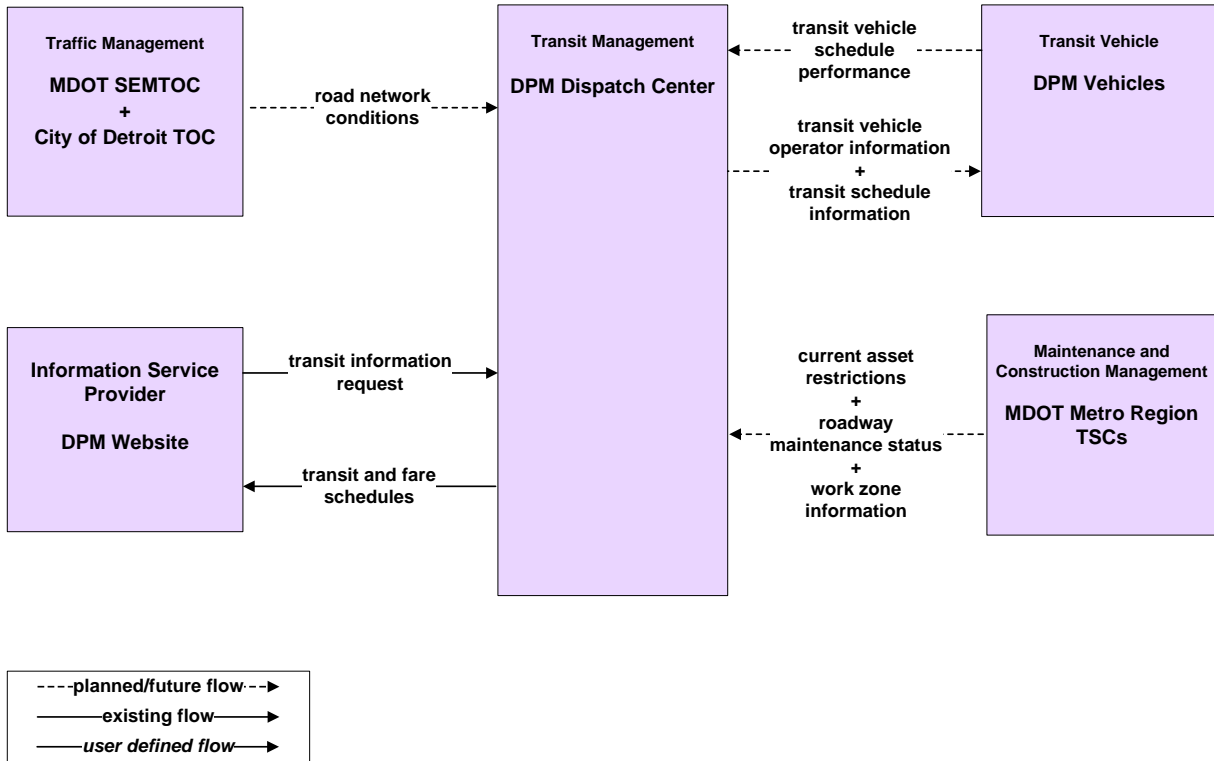 Traffic Management
MDOT SEMTOC
+
City of Detroit TOC
road network
conditions
Transit Management
DPM Dispatch Center
transit vehicle
schedule
performance
Transit Vehicle
DPM Vehicles
transit vehicle
operator information
+
transit schedule
information
Information Service
Provider
DPM Website
transit information
request
transit and fare
schedules
current asset
restrictions
+
roadway
maintenance status
+
work zone
information
Maintenance and
Construction Management
MDOT Metro Region
TSCs
planned/future flow
existing flow
user defined flow